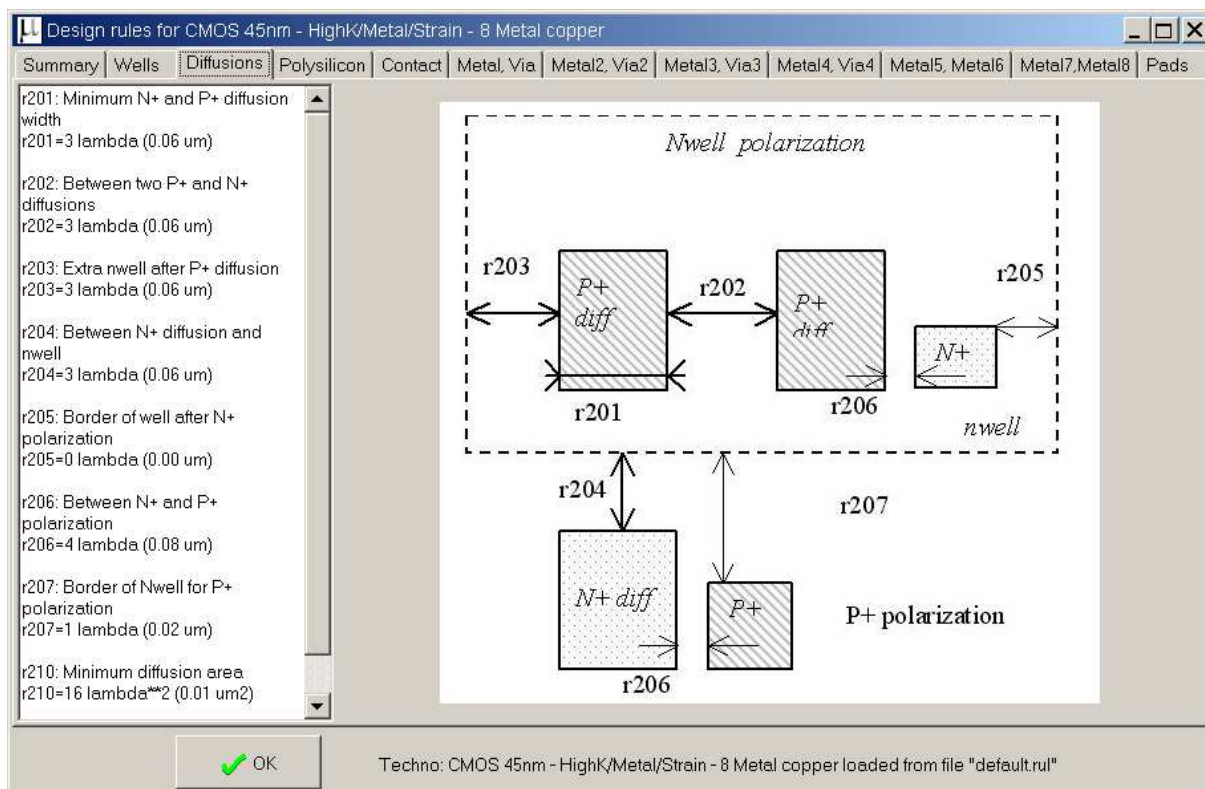 Design rules for CMOS 45nm - HighK/Metal/Strain - 8 Metal copper
Summary Wells Diffusions Polysilicon Contact Metal, Via Metal2, Via2 Metal3, Via3 Metal4, Via4 Metal5, Metal6 Metal7,Metal8 Pads
r201: Minimum N+ and P+ diffusion
width
r201=3 lambda (0.06 um)
r202: Between two P+ and N+
diffusions
r202=3 lambda (0.06 um)
r203: Extra nwell after P+ diffusion
r203=3 lambda (0.06 um)
r204: Between N+ diffusion and
nwell
r204=3 lambda (0.06 um)
r205: Border of well after N+
polarization
r205=0 lambda (0.00 um)
r206: Between N+ and P+
polarization
r206=4 lambda (0.08 um)
r207: Border of Nwell for P+
polarization
r207=1 lambda (0.02 um)
r210: Minimum diffusion area
r210=16 lambda**2 (0.01 um2)
Nwell polarization
r203
P+
diff
r202
P+
diff
r205
N+
r201
r206
nwell
r204
r207
N+ diff
P+
P+ polarization
r206
OK
Techno: CMOS 45nm - HighK/Metal/Strain - 8 Metal copper loaded from file "default.rul"